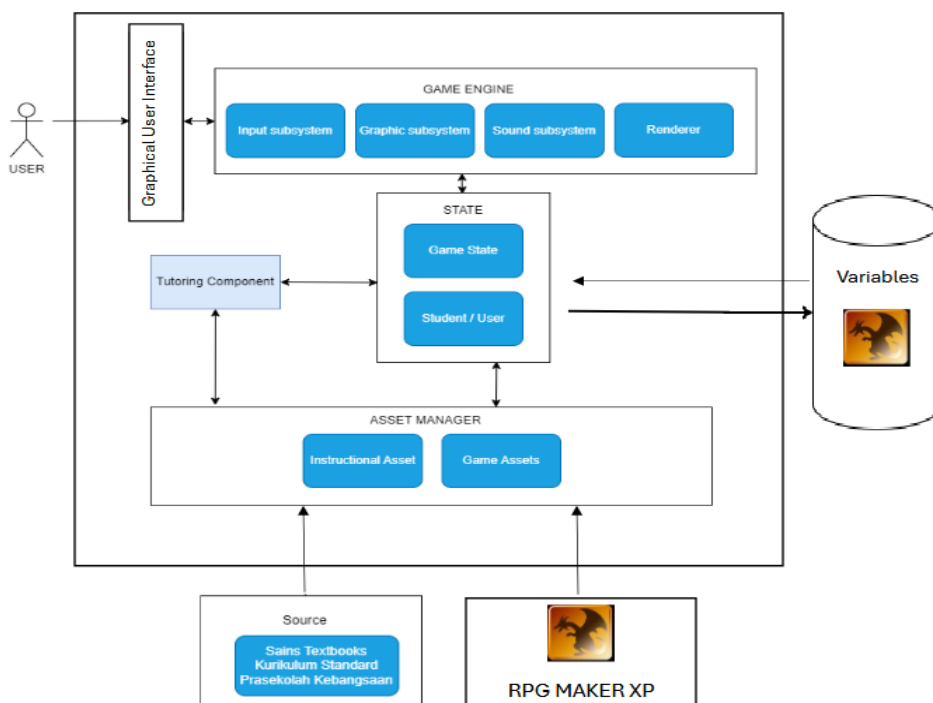 USER
Graphical User Interface
GAME ENGINE
Input subsystem
Graphic subsystem
Sound subsystem
Renderer
STATE
Game State
Student / User
Tutoring Component
Variables
ASSET MANAGER
Instructional Asset
Game Assets
Source
Sains Textbooks
Kurikulum Standard
Prasekolah Kebangsaan
RPG MAKER XP